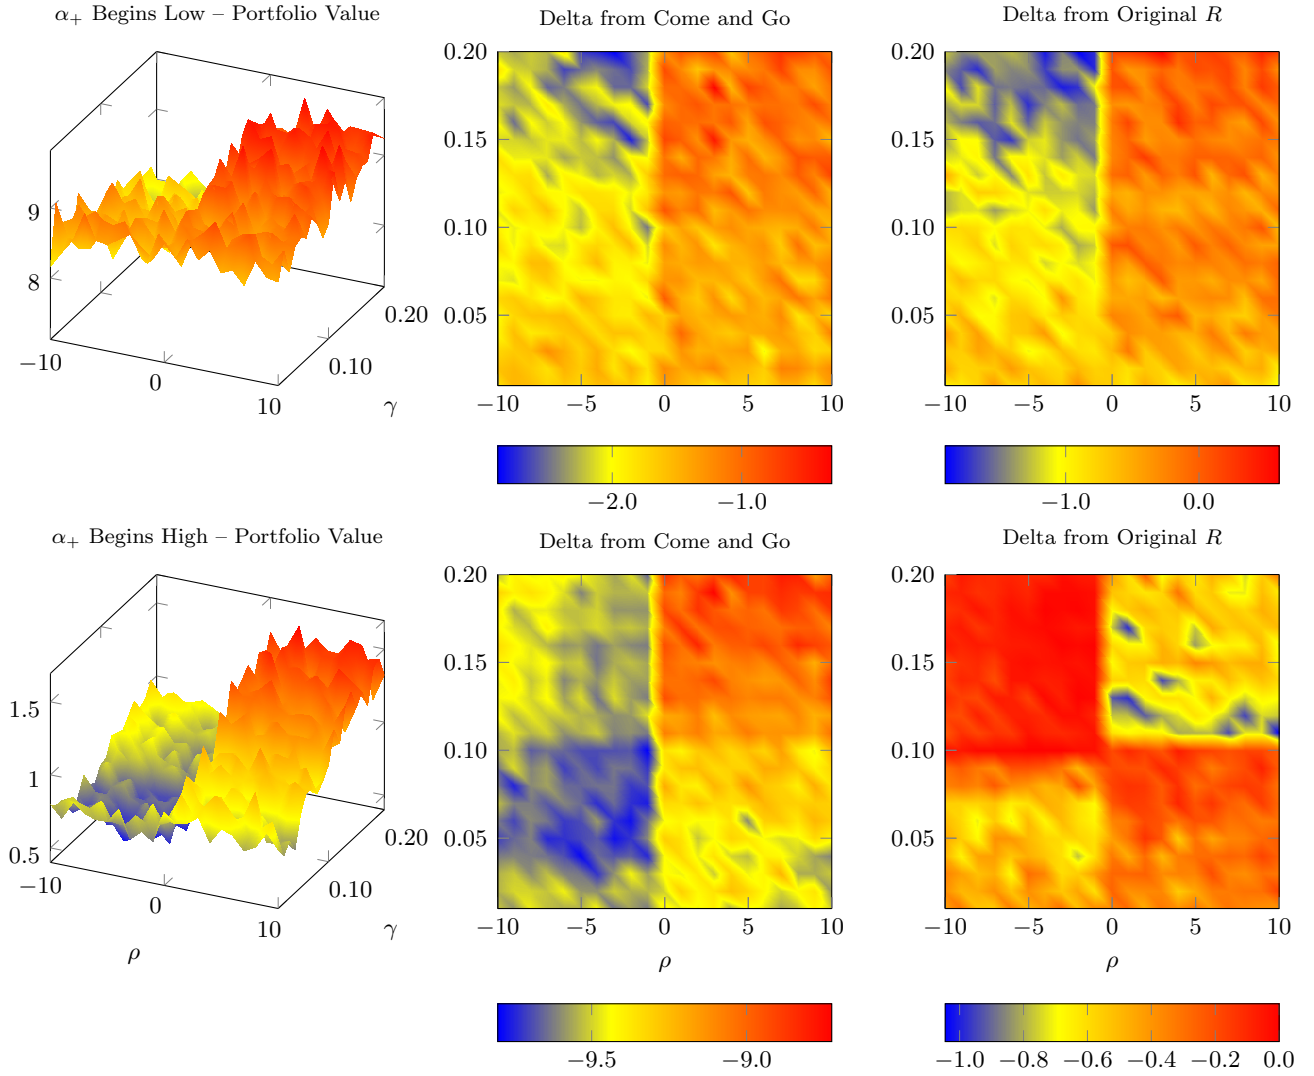 α₊ Begins Low – Portfolio Value
Delta from Come and Go
Delta from Original R
9
8
−10
0
10
0.10
0.20
γ
0.20
0.15
0.10
0.05
−10 −5 0 5 10
−2.0 −1.0
0.20
0.15
0.10
0.05
−10 −5 0 5 10
−1.0 0.0
α₊ Begins High – Portfolio Value
Delta from Come and Go
Delta from Original R
1.5
1
0.5
−10
0
10
0.10
0.20
ρ
γ
0.20
0.15
0.10
0.05
−10 −5 0 5 10
ρ
−9.5 −9.0
0.20
0.15
0.10
0.05
−10 −5 0 5 10
ρ
−1.0 −0.8 −0.6 −0.4 −0.2 0.0